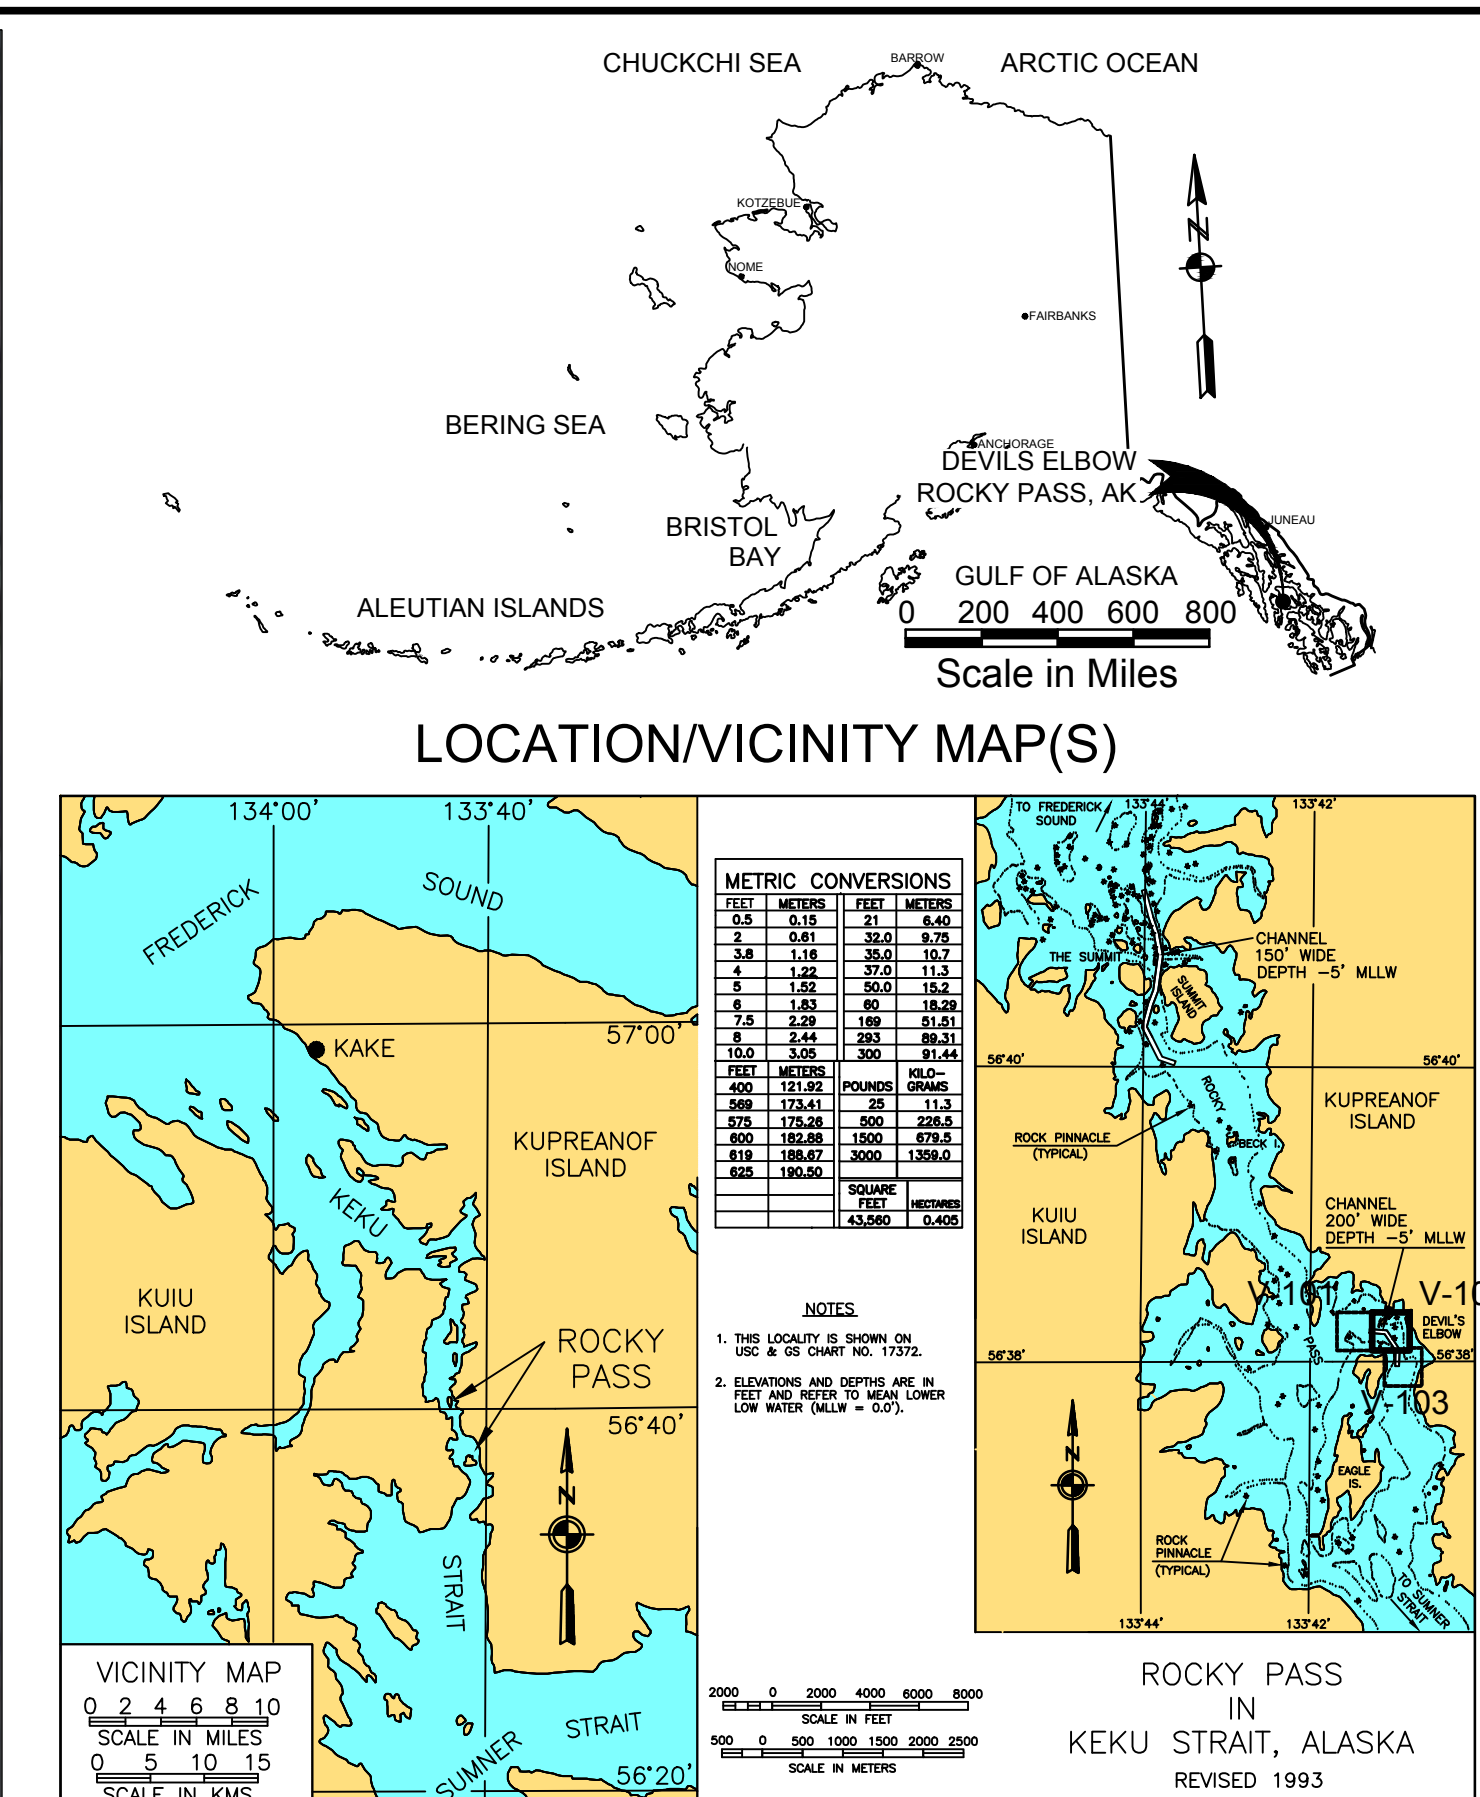 CHUCKCHI SEA
BARROW
ARCTIC OCEAN
KOTZEBUE
NOME
N
FAIRBANKS
BERING SEA
ANCHORAGE
DEVILS ELBOW
ROCKY PASS, AK
JUNEAU
BRISTOL
BAY
GULF OF ALASKA
ALEUTIAN ISLANDS
0 200 400 600 800
Scale in Miles
LOCATION/VICINITY MAP(S)
134°00'
133°40'
FREDERICK
SOUND
57°00'
KAKE
KUPREANOF
ISLAND
KEKU
KUIU
ISLAND
ROCKY
PASS
56°40'
N
STRAIT
STRAIT
SUMNER
56°20'
VICINITY MAP
0 2 4 6 8 10
SCALE IN MILES
0 5 10 15
SCALE IN KMS
METRIC CONVERSIONS
FEET METERS FEET METERS
0.5 0.15 21 6.40
2 0.61 32.0 9.75
3.8 1.16 35.0 10.7
4 1.22 37.0 11.3
5 1.52 50.0 15.2
6 1.83 60 18.29
7.5 2.29 169 51.51
8 2.44 293 89.31
10.0 3.05 300 91.44
FEET METERS POUNDS KILO-
GRAMS
400 121.92
569 173.41 25 11.3
575 175.26 500 226.5
600 182.88 1500 679.5
619 188.67 3000 1359.0
625 190.50
SQUARE
FEET HECTARES
43,560 0.405
NOTES
1. THIS LOCALITY IS SHOWN ON
USC & GS CHART NO. 17372.
2. ELEVATIONS AND DEPTHS ARE IN
FEET AND REFER TO MEAN LOWER
LOW WATER (MLLW = 0.0').
2000 0 2000 4000 6000 8000
SCALE IN FEET
500 0 500 1000 1500 2000 2500
SCALE IN METERS
TO FREDERICK
SOUND
133°44'
133°42'
THE SUMMIT
CHANNEL
150' WIDE
DEPTH -5' MLLW
SUMMIT
ISLAND
56°40'
56°40'
ROCKY
KUPREANOF
ISLAND
ROCK PINNACLE
(TYPICAL)
BECK I.
KUIU
ISLAND
CHANNEL
200' WIDE
DEPTH -5' MLLW
V-101
V-10
DEVIL'S
ELBOW
PASS
56°38'
56°38'
V-103
N
EAGLE
IS.
ROCK
PINNACLE
(TYPICAL)
TO SUMNER
STRAIT
133°44'
133°42'
ROCKY PASS
IN
KEKU STRAIT, ALASKA
REVISED 1993